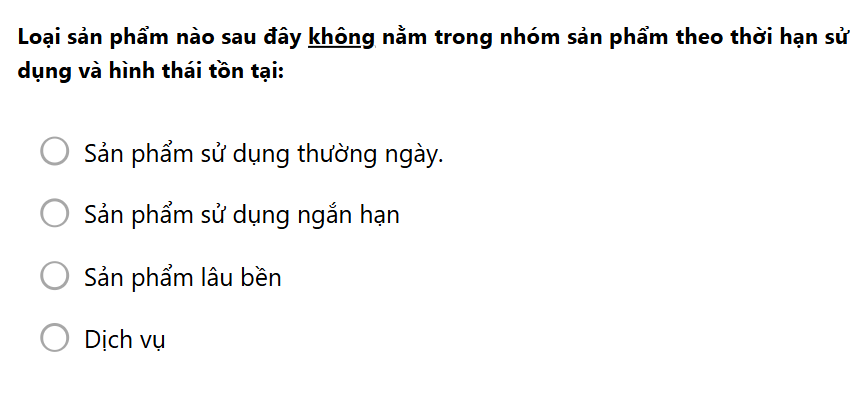 Loại sản phẩm nào sau đây không nằm trong nhóm sản phẩm theo thời hạn sử
dụng và hình thái tồn tại:
Sản phẩm sử dụng thường ngày.
Sản phẩm sử dụng ngắn hạn
Sản phẩm lâu bền
Dịch vụ